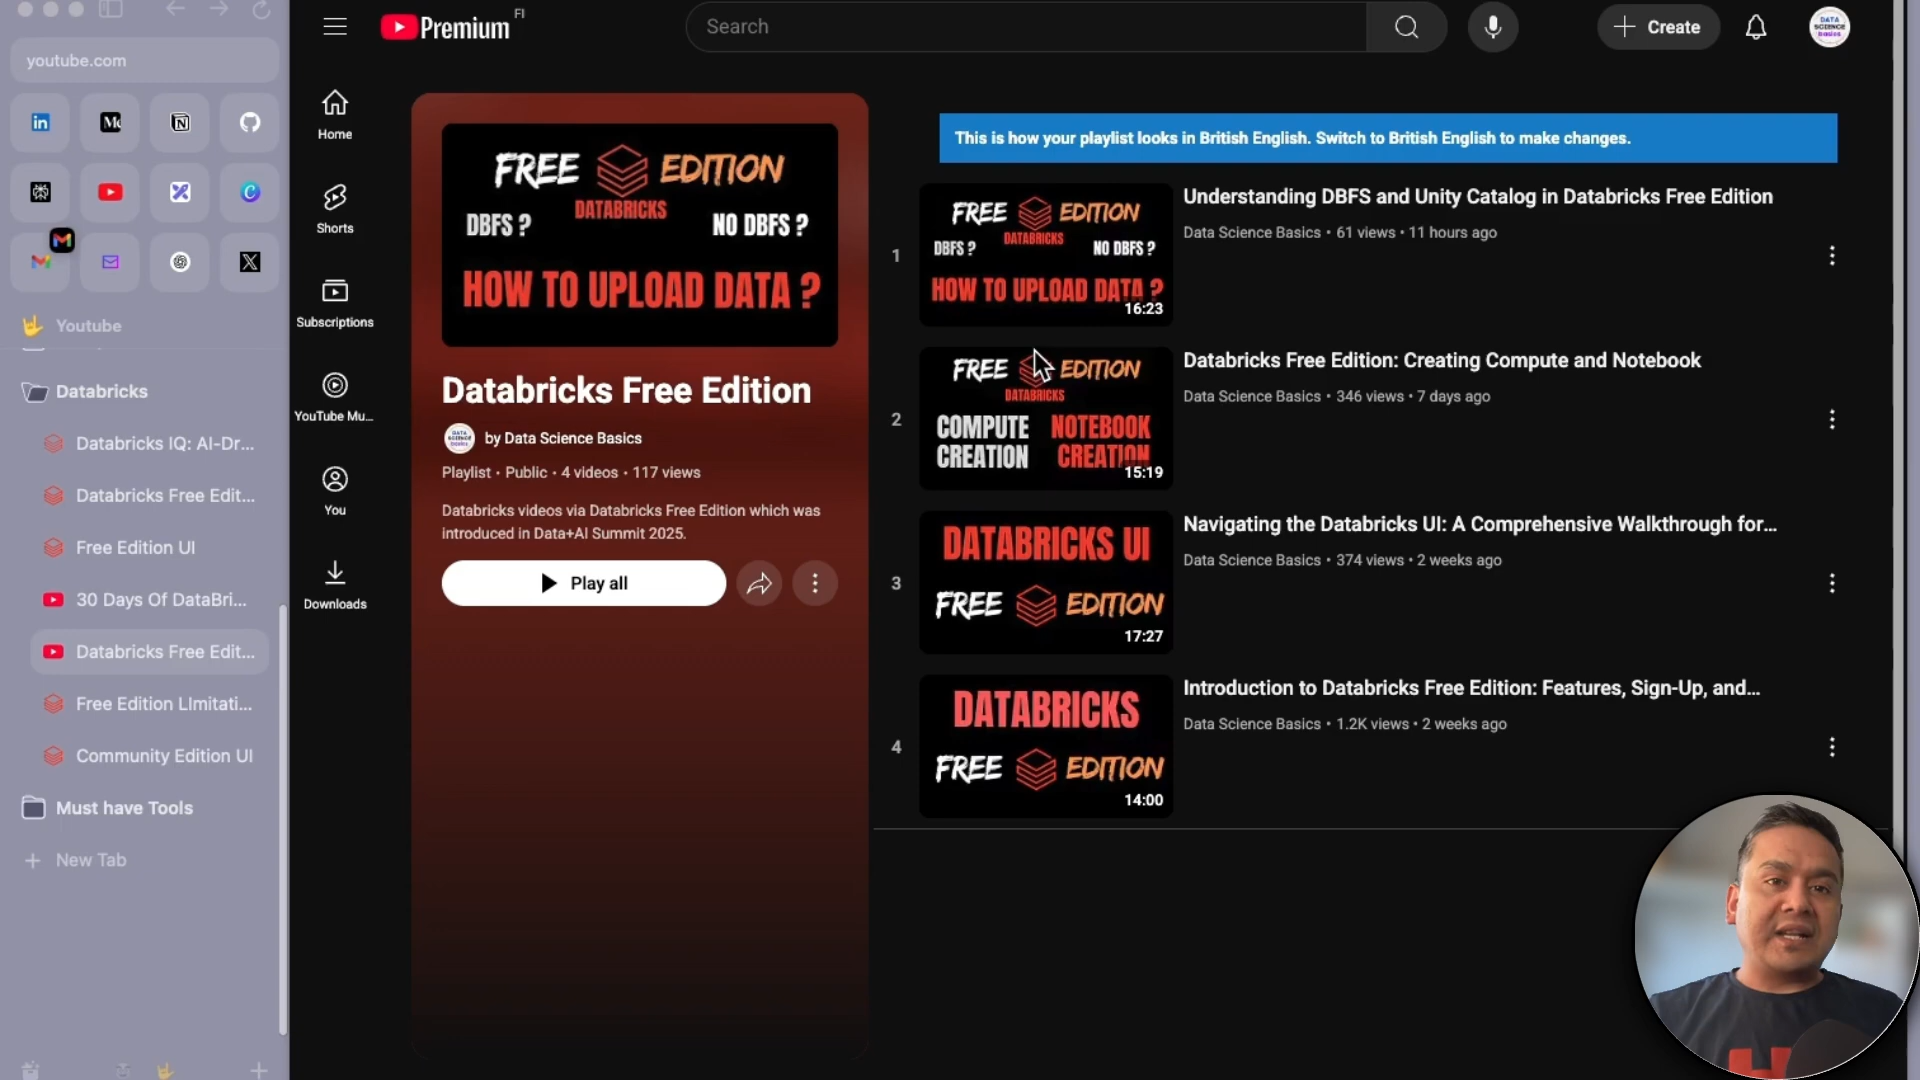 youtube.com
Youtube
Databricks
Databricks IQ: AI-Dr...
Databricks Free Edit...
Free Edition UI
30 Days Of DataBri...
Databricks Free Edit...
Free Edition LImitati...
Community Edition UI
Must have Tools
New Tab
Premium FI
Search
Create
DATA
SCIENCE
Basics
Home
Shorts
Subscriptions
YouTube Mu...
You
Downloads
FREE EDITION
DATABRICKS
DBFS ? NO DBFS ?
HOW TO UPLOAD DATA ?
Databricks Free Edition
by Data Science Basics
Playlist • Public • 4 videos • 117 views
Databricks videos via Databricks Free Edition which was
introduced in Data+AI Summit 2025.
Play all
This is how your playlist looks in British English. Switch to British English to make changes.
1
FREE EDITION
DATABRICKS
DBFS ? NO DBFS ?
HOW TO UPLOAD DATA ?
16:23
Understanding DBFS and Unity Catalog in Databricks Free Edition
Data Science Basics • 61 views • 11 hours ago
2
FREE EDITION
DATABRICKS
COMPUTE NOTEBOOK
CREATION CREATION
15:19
Databricks Free Edition: Creating Compute and Notebook
Data Science Basics • 346 views • 7 days ago
3
DATABRICKS UI
FREE EDITION
17:27
Navigating the Databricks UI: A Comprehensive Walkthrough for...
Data Science Basics • 374 views • 2 weeks ago
4
DATABRICKS
FREE EDITION
14:00
Introduction to Databricks Free Edition: Features, Sign-Up, and...
Data Science Basics • 1.2K views • 2 weeks ago